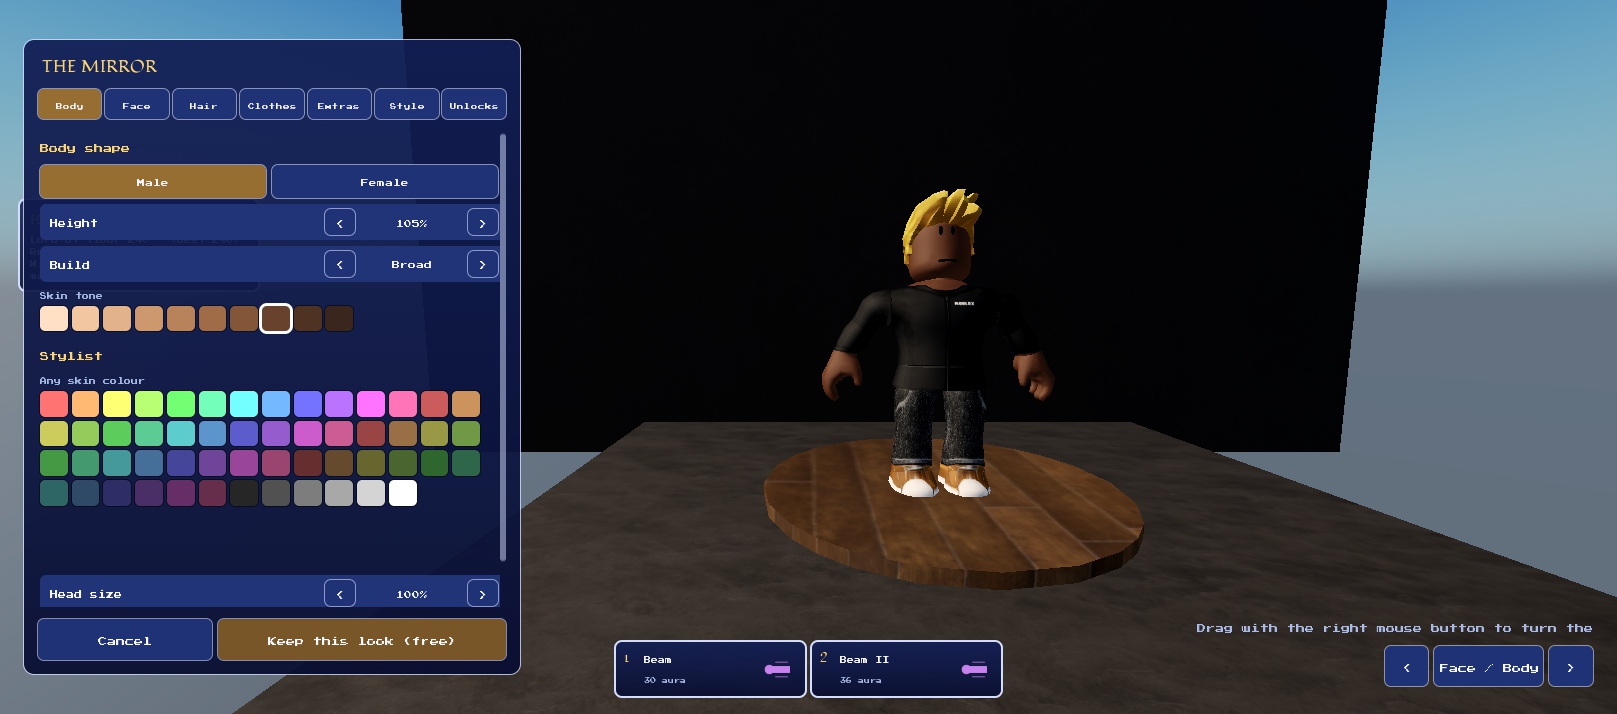 THE MIRROR
Body Face Hair Clothes Extras Style Unlocks
Body shape
Male Female
Height < 105% >
Build < Broad >
Skin tone
Stylist
Any skin colour
Head size < 100% >
Cancel Keep this look (free)
1 Beam
30 aura
2 Beam II
36 aura
Drag with the right mouse button to turn the
< Face / Body >